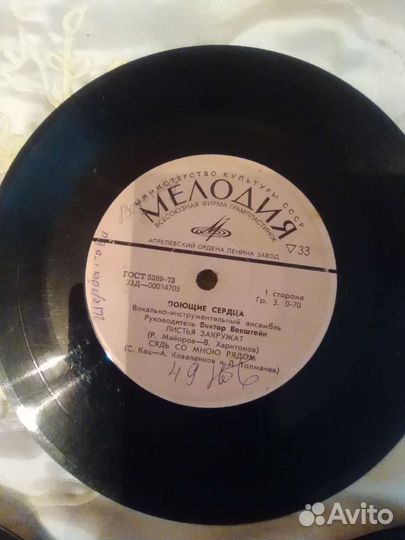 МИНИСТЕРСТВО КУЛЬТУРЫ СССР
МЕЛОДИЯ
ВСЕСОЮЗНАЯ ФИРМА ГРАМПЛАСТИНОК
▽33
АПРЕЛЕВСКИЙ ОРДЕНА ЛЕНИНА ЗАВОД
ГОСТ 5289-73
33Д—00014705
1 сторона
Гр. 3. 0-70
ПОЮЩИЕ СЕРДЦА
Вокально-инструментальный ансамбль
Руководитель Виктор Векштейн
ЛИСТЬЯ ЗАКРУЖАТ
(Р. Майоров—В. Харитонов)
СЯДЬ СО МНОЮ РЯДОМ
(С. Кац—А. Коваленков и Д. Толмачев)
49
Avito